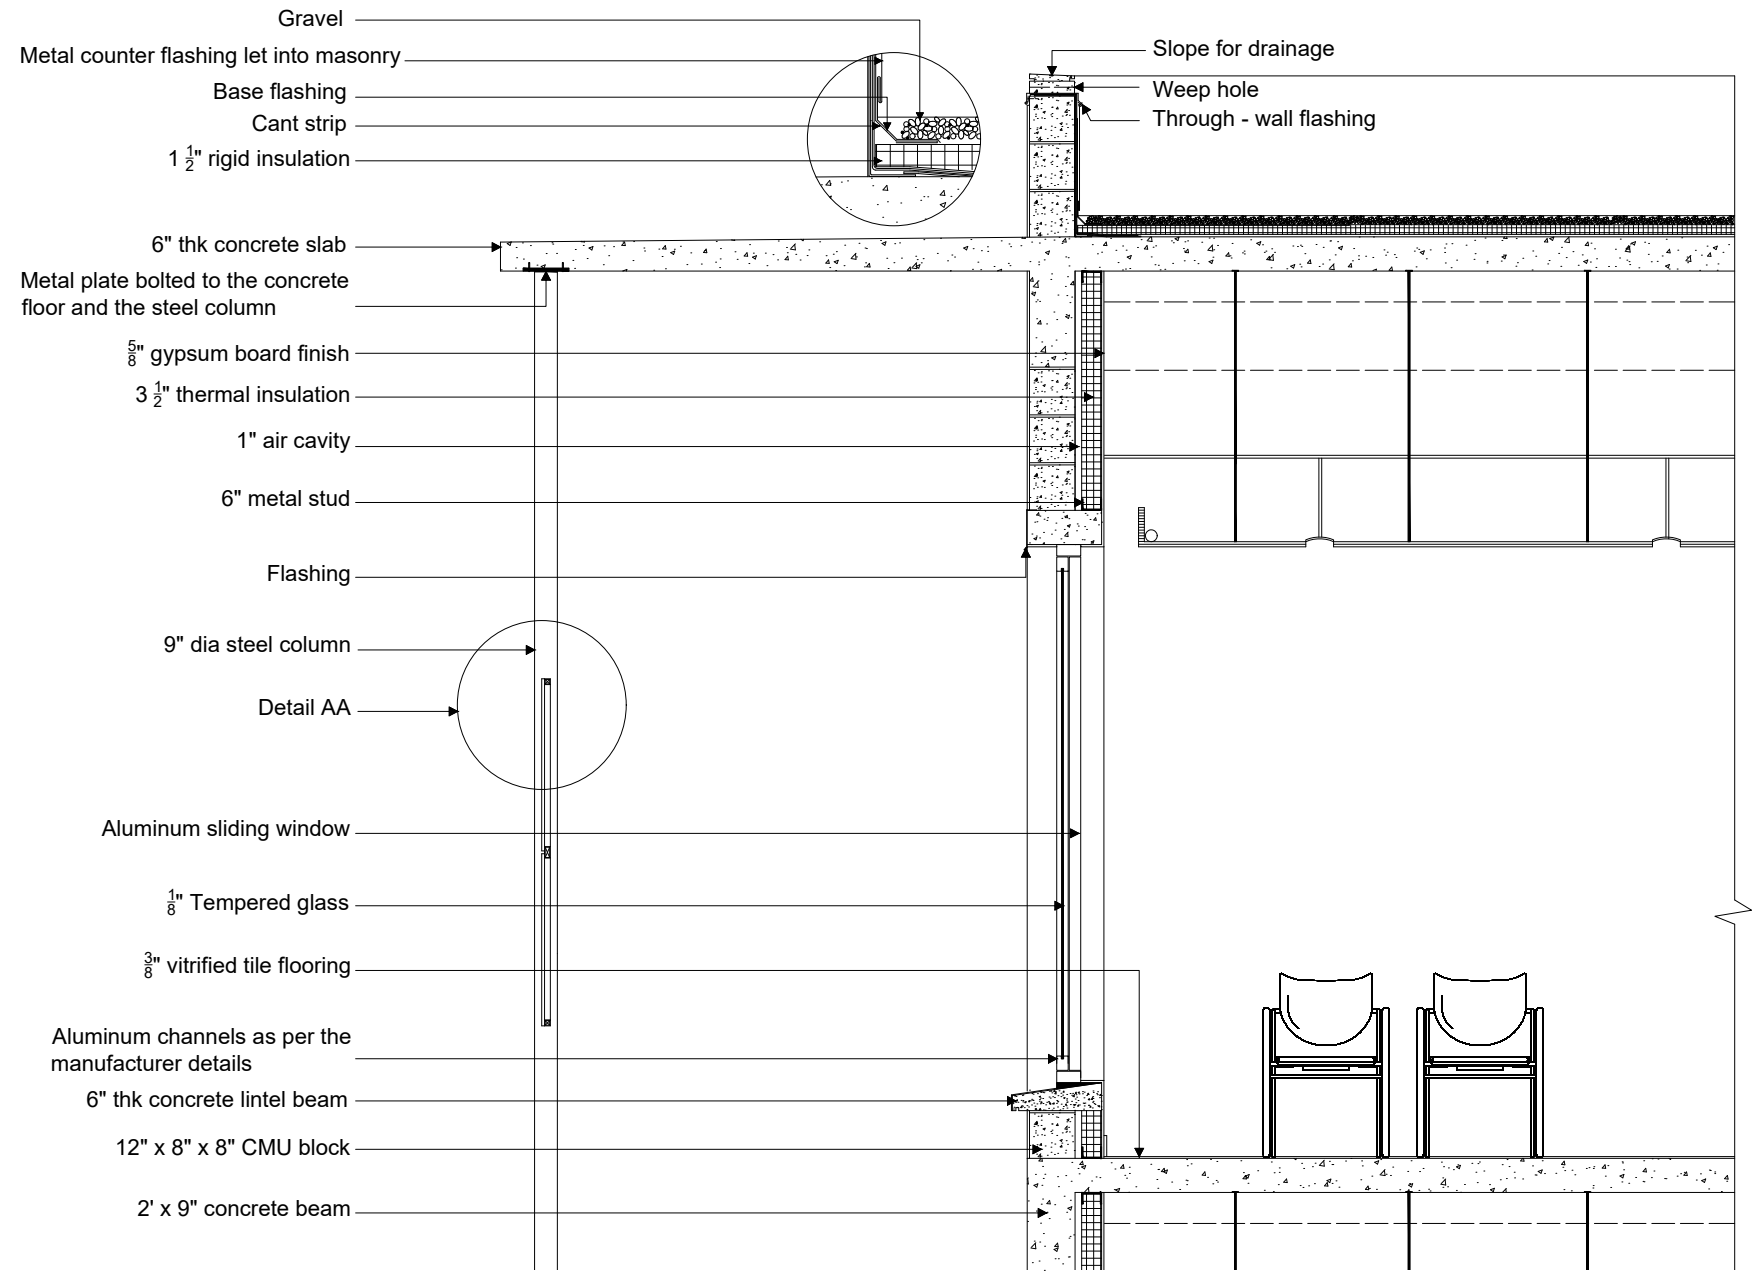 Gravel
Metal counter flashing let into masonry
Base flashing
Cant strip
1 1/2" rigid insulation
6" thk concrete slab
Metal plate bolted to the concrete
floor and the steel column
5/8" gypsum board finish
3 1/2" thermal insulation
1" air cavity
6" metal stud
Flashing
9" dia steel column
Detail AA
Aluminum sliding window
1/8" Tempered glass
3/8" vitrified tile flooring
Aluminum channels as per the
manufacturer details
6" thk concrete lintel beam
12" x 8" x 8" CMU block
2' x 9" concrete beam
Slope for drainage
Weep hole
Through - wall flashing